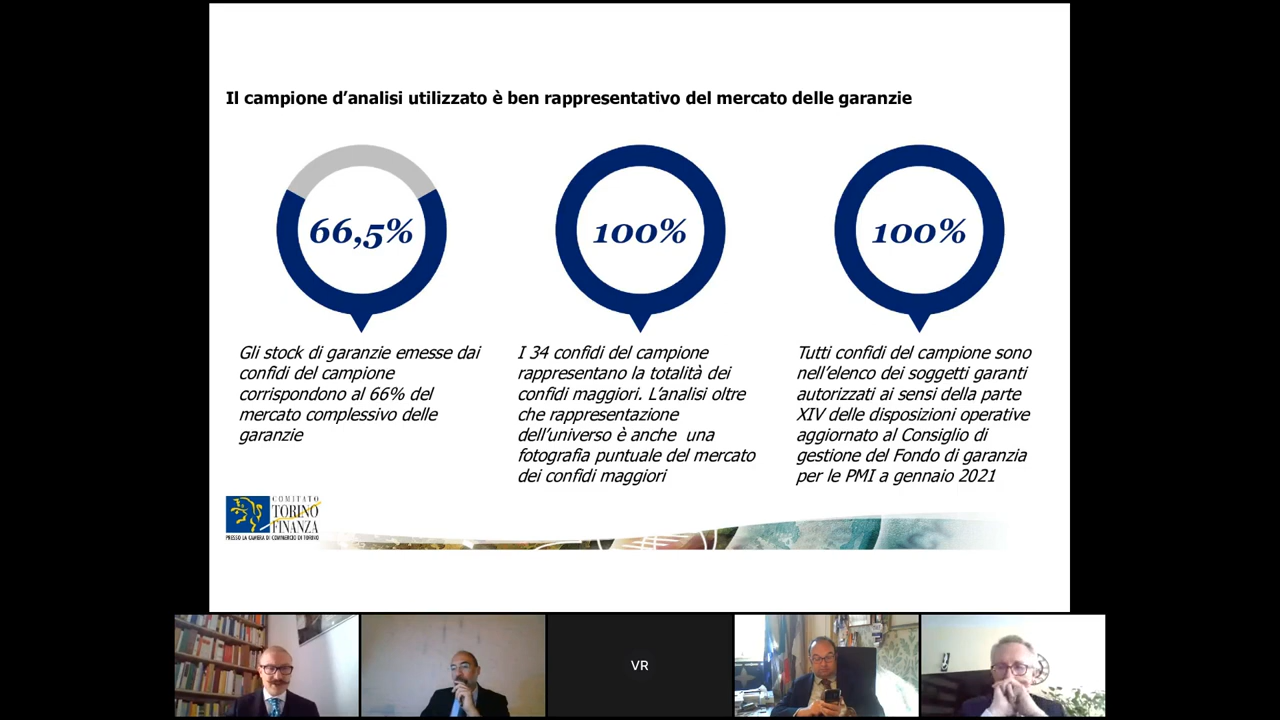 Il campione d'analisi utilizzato è ben rappresentativo del mercato delle garanzie
66,5%
100%
100%
Gli stock di garanzie emesse dai
confidi del campione
corrispondono al 66% del
mercato complessivo delle
garanzie
I 34 confidi del campione
rappresentano la totalità dei
confidi maggiori. L'analisi oltre
che rappresentazione
dell'universo è anche una
fotografia puntuale del mercato
dei confidi maggiori
Tutti confidi del campione sono
nell'elenco dei soggetti garanti
autorizzati ai sensi della parte
XIV delle disposizioni operative
aggiornato al Consiglio di
gestione del Fondo di garanzia
per le PMI a gennaio 2021
COMITATO
TORINO
FINANZA
PRESSO LA CAMERA DI COMMERCIO DI TORINO
VR